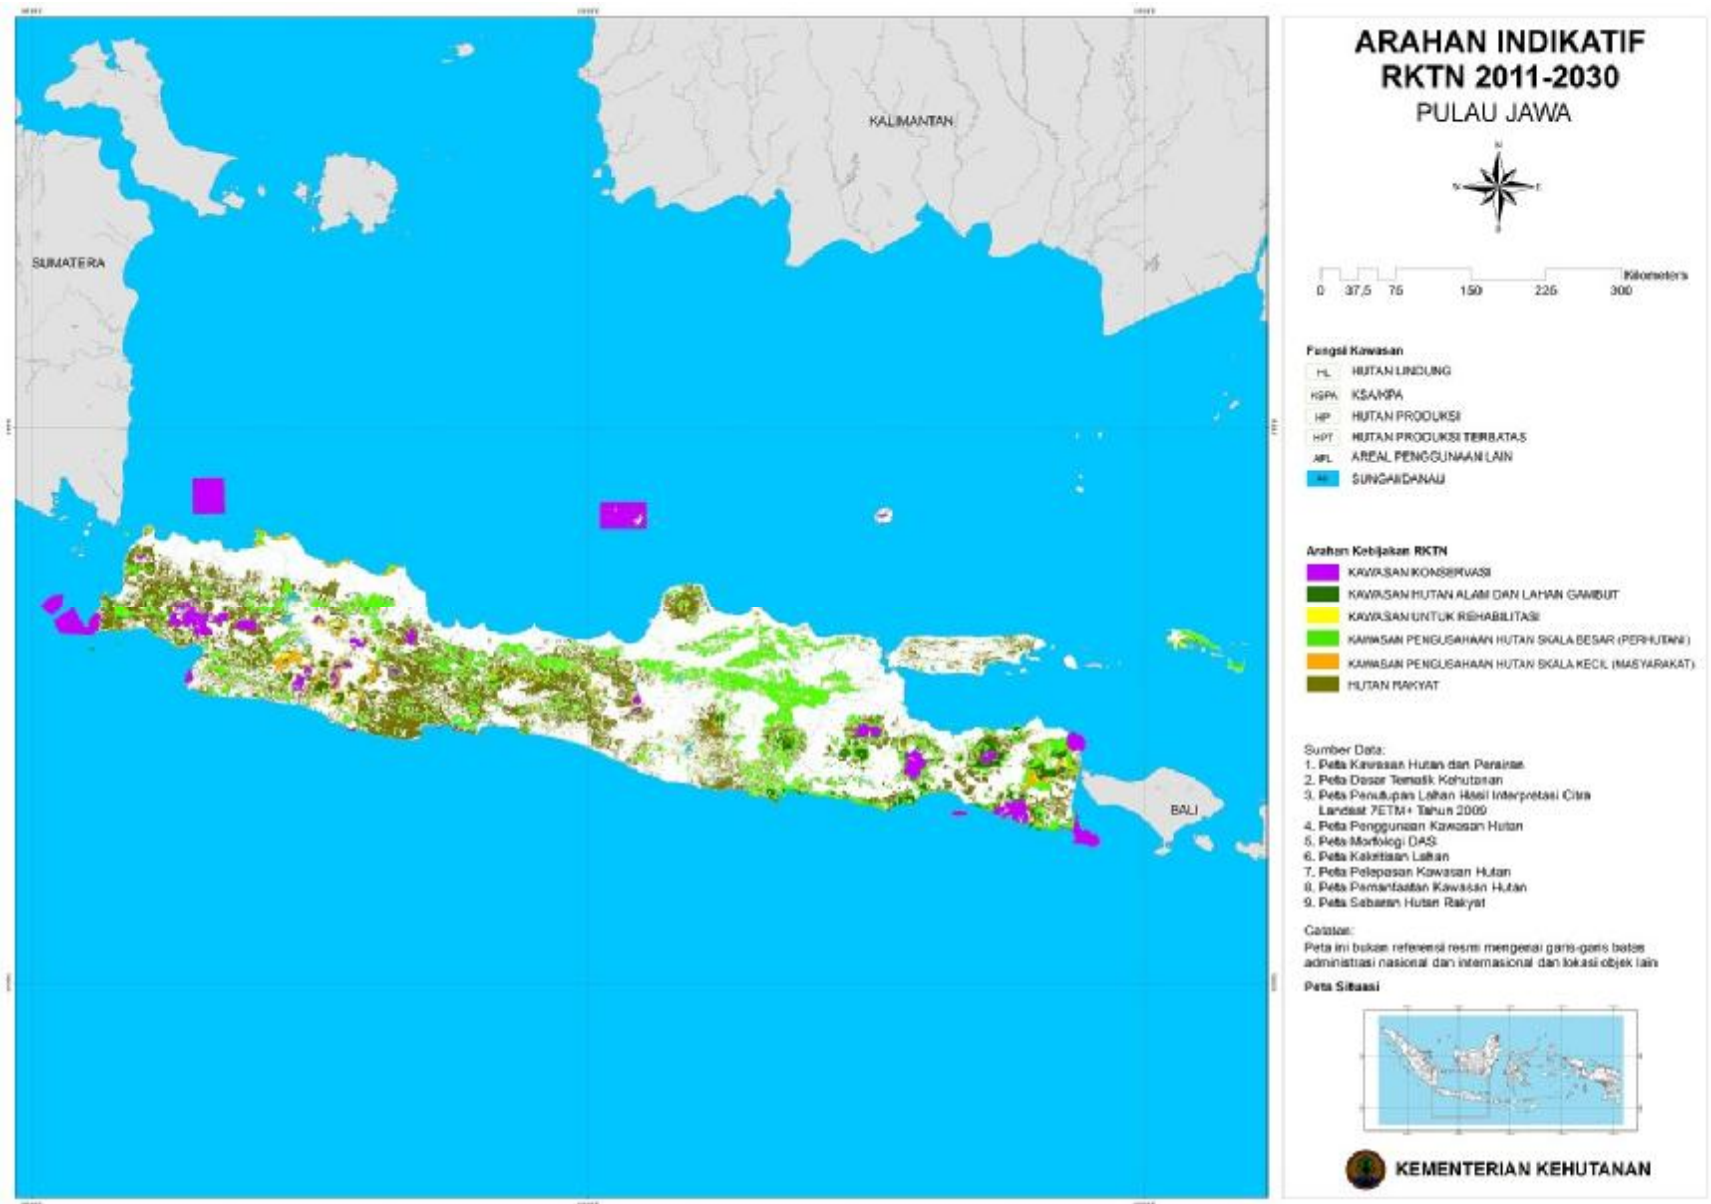 ARAHAN INDIKATIF
RKTN 2011-2030
PULAU JAWA
N
W
E
S
Kilometers
0 37,5 75 150 225 300
KALIMANTAN
SUMATERA
BALI
Fungsi Kawasan
HL HUTAN LINDUNG
KSPA KSA/KPA
HP HUTAN PRODUKSI
HPT HUTAN PRODUKSI TERBATAS
APL AREAL PENGGUNAAN LAIN
SUNGAI/DANAU
Arahan Kebijakan RKTN
KAWASAN KONSERVASI
KAWASAN HUTAN ALAM DAN LAHAN GAMBUT
KAWASAN UNTUK REHABILITASI
KAWASAN PENGUSAHAAN HUTAN SKALA BESAR (PERHUTANI)
KAWASAN PENGUSAHAAN HUTAN SKALA KECIL (MASYARAKAT)
HUTAN RAKYAT
Sumber Data:
1. Peta Kawasan Hutan dan Perairan
2. Peta Dasar Tematik Kehutanan
3. Peta Penutupan Lahan Hasil Interpretasi Citra
Landsat 7ETM+ Tahun 2009
4. Peta Penggunaan Kawasan Hutan
5. Peta Morfologi DAS
6. Peta Kekritisan Lahan
7. Peta Pelepasan Kawasan Hutan
8. Peta Pemanfaatan Kawasan Hutan
9. Peta Sebaran Hutan Rakyat
Catatan:
Peta ini bukan referensi resmi mengenai garis-garis batas
administrasi nasional dan internasional dan lokasi objek lain
Peta Situasi
KEMENTERIAN KEHUTANAN